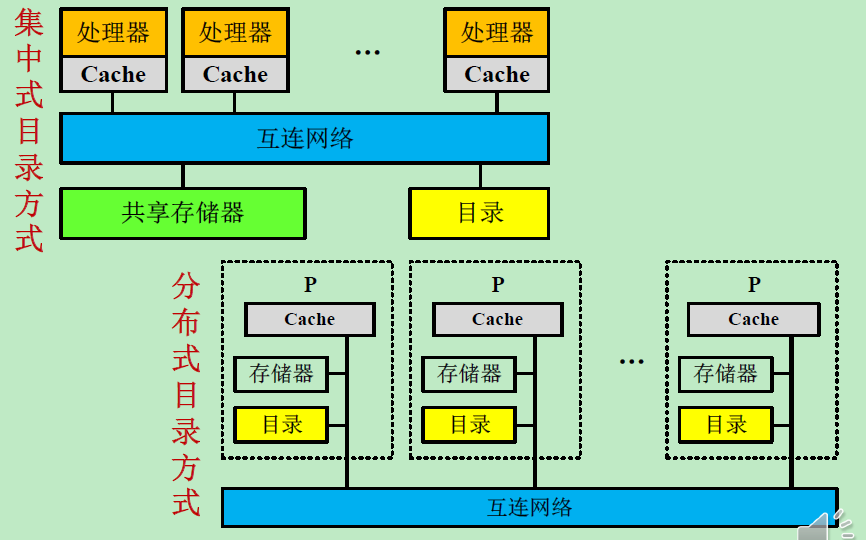 集中式目录方式
处理器 处理器 … 处理器
Cache Cache Cache
互连网络
共享存储器 目录
分布式目录方式
P P P
Cache Cache … Cache
存储器 存储器 存储器
目录 目录 目录
互连网络